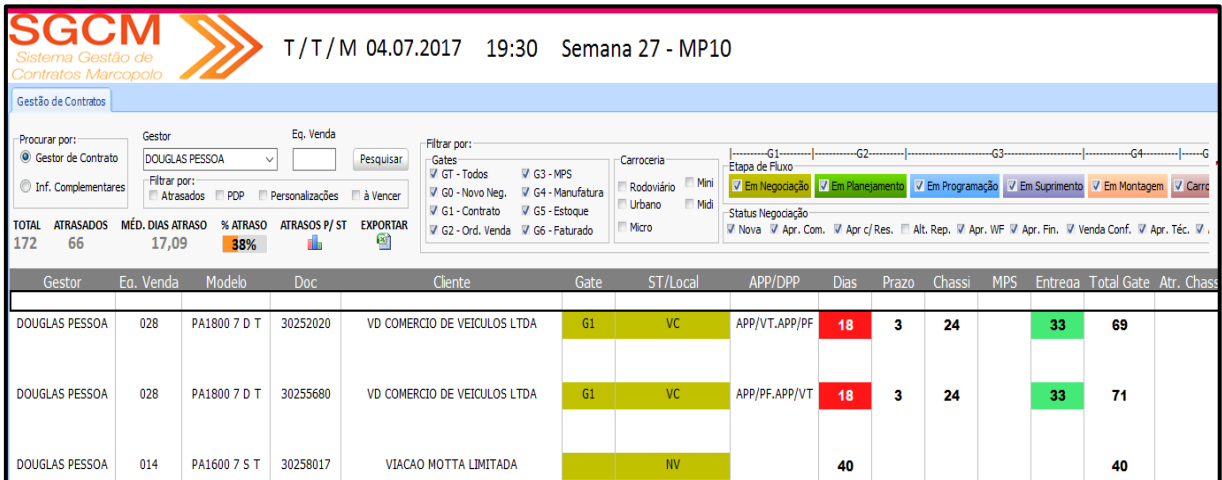 SGCM
Sistema Gestão de
Contratos Marcopolo
T / T / M 04.07.2017 19:30 Semana 27 - MP10
Gestão de Contratos
Procurar por:
Gestor de Contrato
Inf. Complementares
Gestor
DOUGLAS PESSOA
Eq. Venda
Pesquisar
Filtrar por:
Atrasados PDP Personalizações à Vencer
TOTAL ATRASADOS MÉD. DIAS ATRASO % ATRASO ATRASOS P/ ST EXPORTAR
172 66 17,09 38%
Filtrar por:
Gates
GT - Todos G3 - MPS
G0 - Novo Neg. G4 - Manufatura
G1 - Contrato G5 - Estoque
G2 - Ord. Venda G6 - Faturado
Carroceria
Rodoviário Mini
Urbano Midi
Micro
|----------G1---------|---------G2---------|--------------------G3--------------------|-----------G4--------|------G
Etapa de Fluxo
Em Negociação Em Planejamento Em Programação Em Suprimento Em Montagem Carro
Status Negociação
Nova Apr. Com. Apr c/ Res. Alt. Rep. Apr. WF Apr. Fin. Venda Conf. Apr. Téc.
Gestor Eq. Venda Modelo Doc Cliente Gate ST/Local APP/DPP Dias Prazo Chassi MPS Entrega Total Gate Atr. Chass
DOUGLAS PESSOA 028 PA1800 7 D T 30252020 VD COMERCIO DE VEICULOS LTDA G1 VC APP/VT.APP/PF 18 3 24 33 69
DOUGLAS PESSOA 028 PA1800 7 D T 30255680 VD COMERCIO DE VEICULOS LTDA G1 VC APP/PF.APP/VT 18 3 24 33 71
DOUGLAS PESSOA 014 PA1600 7 S T 30258017 VIACAO MOTTA LIMITADA NV 40 40